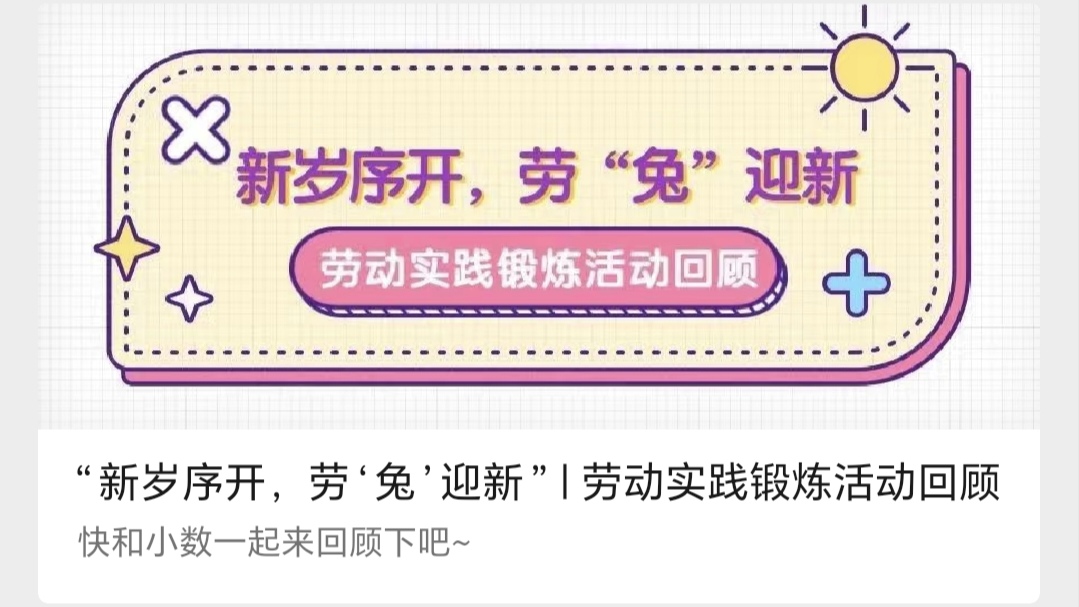 新岁序开，劳“兔”迎新
劳动实践锻炼活动回顾
“新岁序开，劳‘兔’迎新”|劳动实践锻炼活动回顾
快和小数一起来回顾下吧~